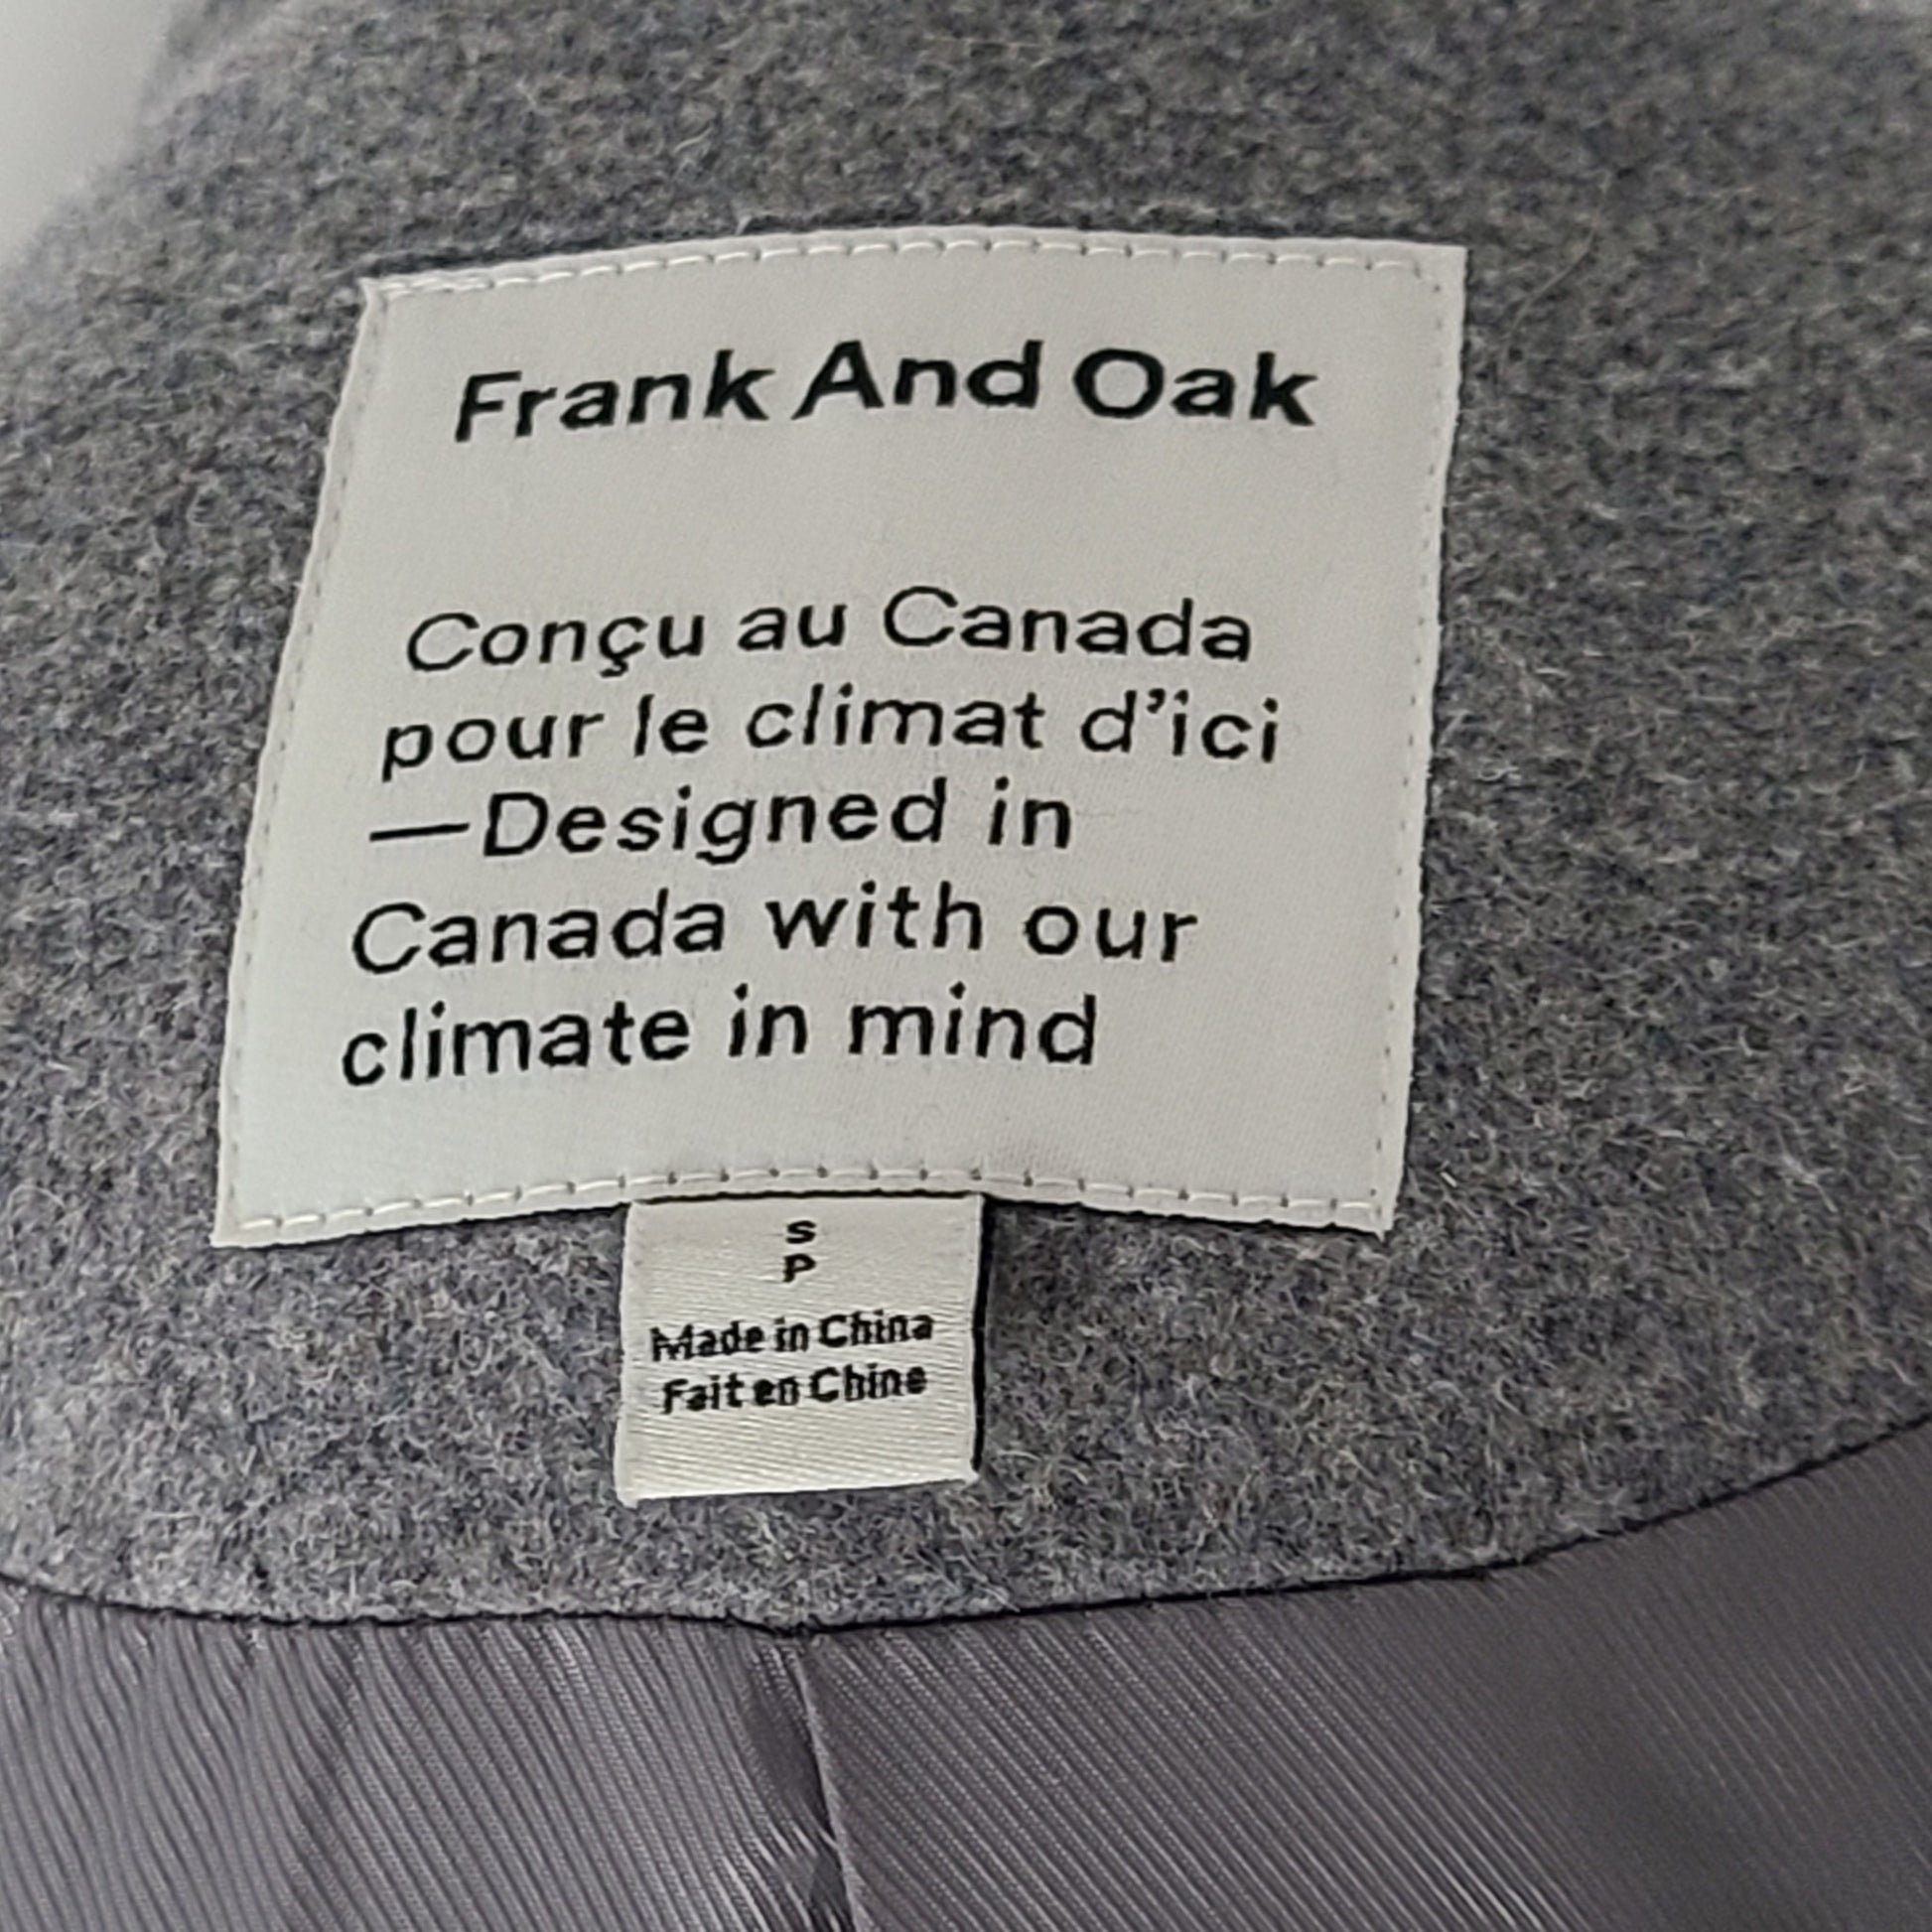 Frank And Oak
Conçu au Canada
pour le climat d'ici
—Designed in
Canada with our
climate in mind
S
P
Made in China
Fait en Chine